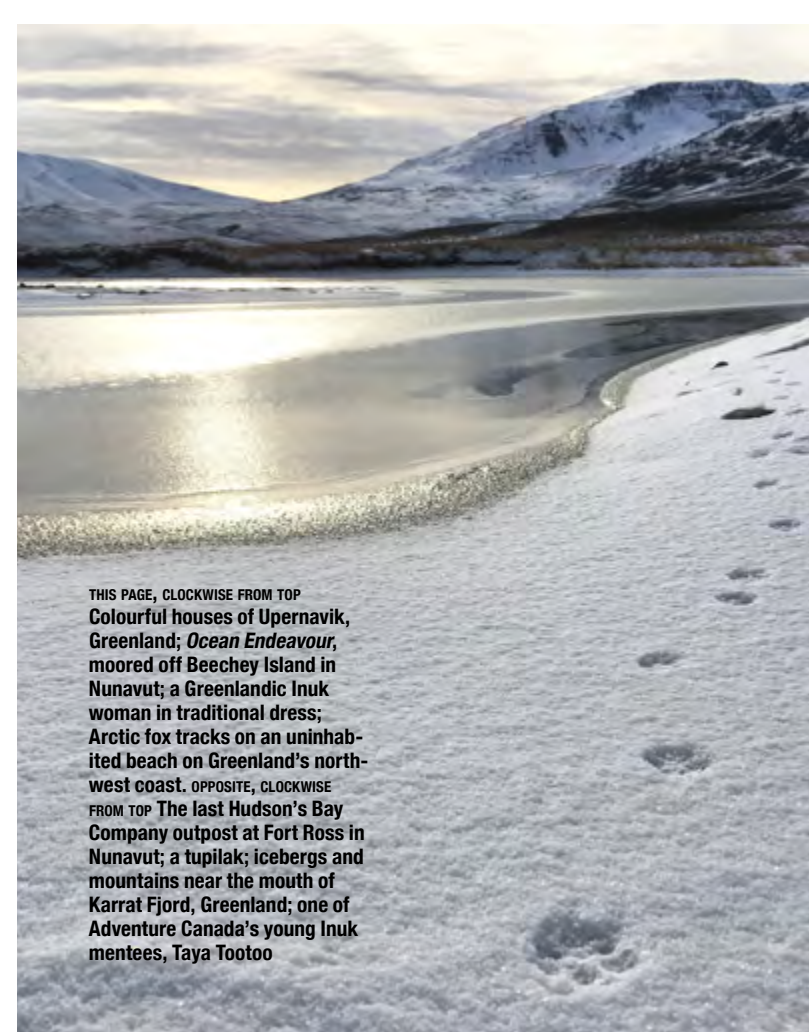 THIS PAGE, CLOCKWISE FROM TOP
Colourful houses of Upernavik,
Greenland; Ocean Endeavour,
moored off Beechey Island in
Nunavut; a Greenlandic Inuk
woman in traditional dress;
Arctic fox tracks on an uninhab-
ited beach on Greenland's north-
west coast. OPPOSITE, CLOCKWISE
FROM TOP The last Hudson's Bay
Company outpost at Fort Ross in
Nunavut; a tupilak; icebergs and
mountains near the mouth of
Karrat Fjord, Greenland; one of
Adventure Canada's young Inuk
mentees, Taya Tootoo